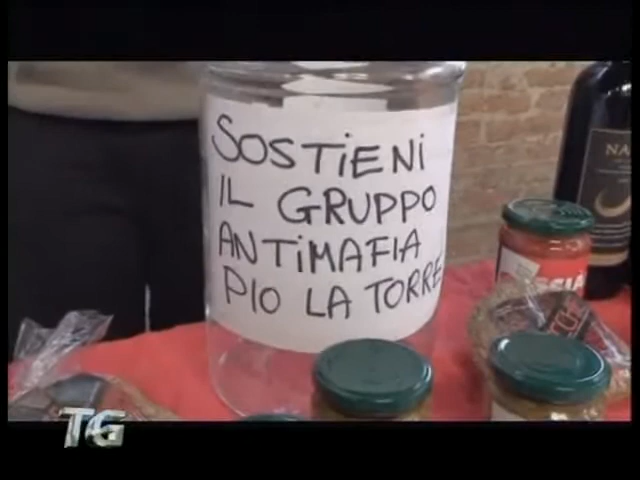 SOSTIENI
IL GRUPPO
ANTIMAFIA
PIO LA TORRE
TG